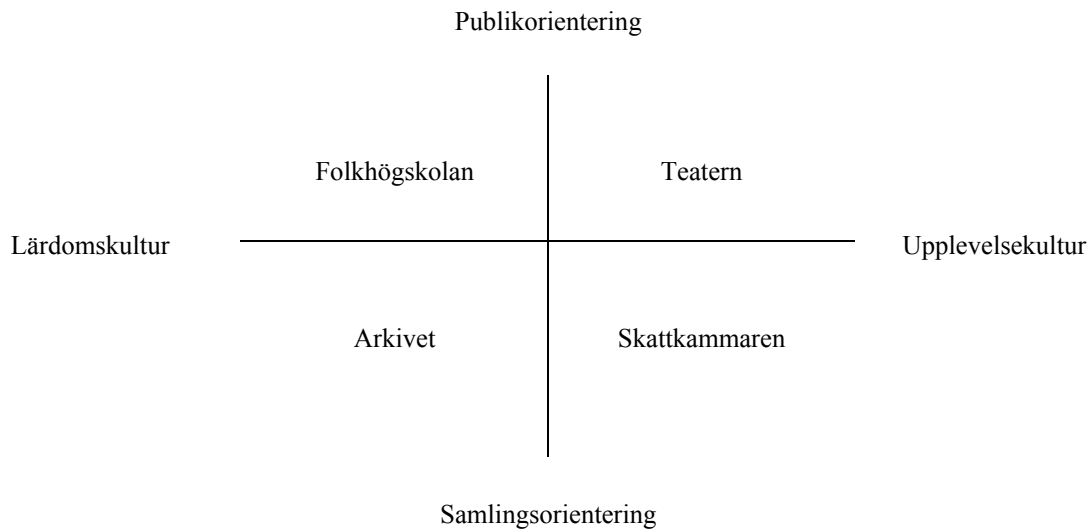 Publikorientering
Folkhögskolan Teatern
Lärdomskultur Upplevelsekultur
Arkivet Skattkammaren
Samlingsorientering